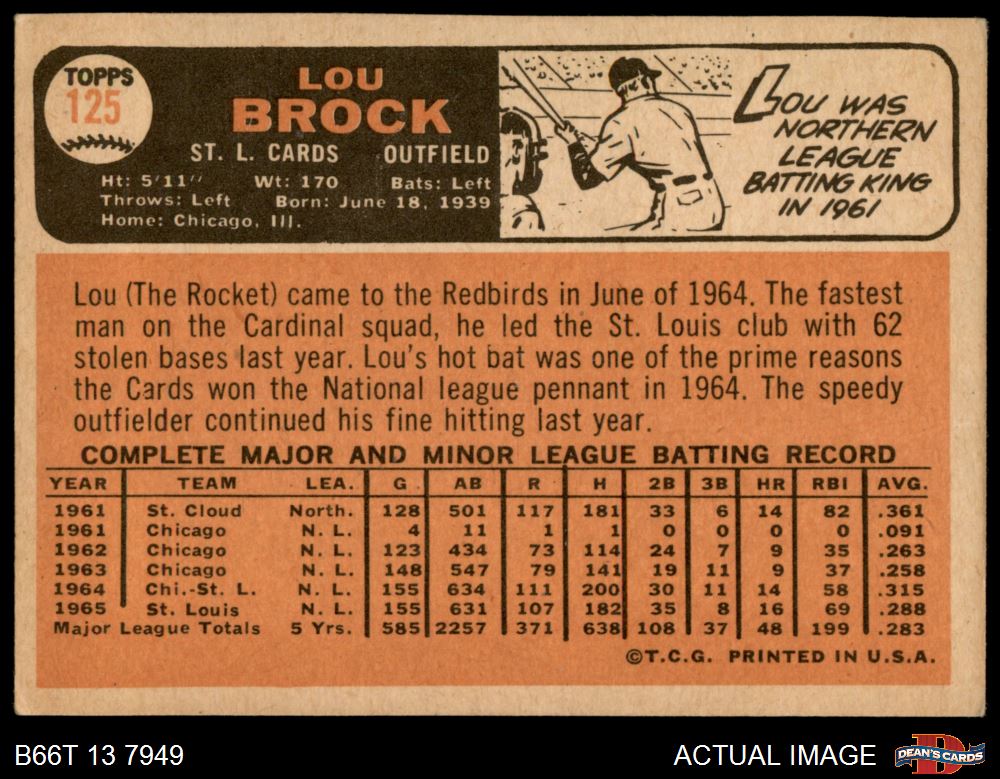 TOPPS
125
LOU
BROCK
ST. L. CARDS OUTFIELD
Ht: 5'11" Wt: 170 Bats: Left
Throws: Left Born: June 18, 1939
Home: Chicago, Ill.
LOU WAS
NORTHERN
LEAGUE
BATTING KING
IN 1961
Lou (The Rocket) came to the Redbirds in June of 1964. The fastest
man on the Cardinal squad, he led the St. Louis club with 62
stolen bases last year. Lou's hot bat was one of the prime reasons
the Cards won the National league pennant in 1964. The speedy
outfielder continued his fine hitting last year.
COMPLETE MAJOR AND MINOR LEAGUE BATTING RECORD
YEAR TEAM LEA. G AB R H 2B 3B HR RBI AVG.
1961 St. Cloud North. 128 501 117 181 33 6 14 82 .361
1961 Chicago N. L. 4 11 1 1 0 0 0 0 .091
1962 Chicago N. L. 123 434 73 114 24 7 9 35 .263
1963 Chicago N. L. 148 547 79 141 19 11 9 37 .258
1964 Chi.-St. L. N. L. 155 634 111 200 30 11 14 58 .315
1965 St. Louis N. L. 155 631 107 182 35 8 16 69 .288
Major League Totals 5 Yrs. 585 2257 371 638 108 37 48 199 .283
©T.C.G. PRINTED IN U.S.A.
B66T 13 7949
ACTUAL IMAGE
DEAN'S CARDS